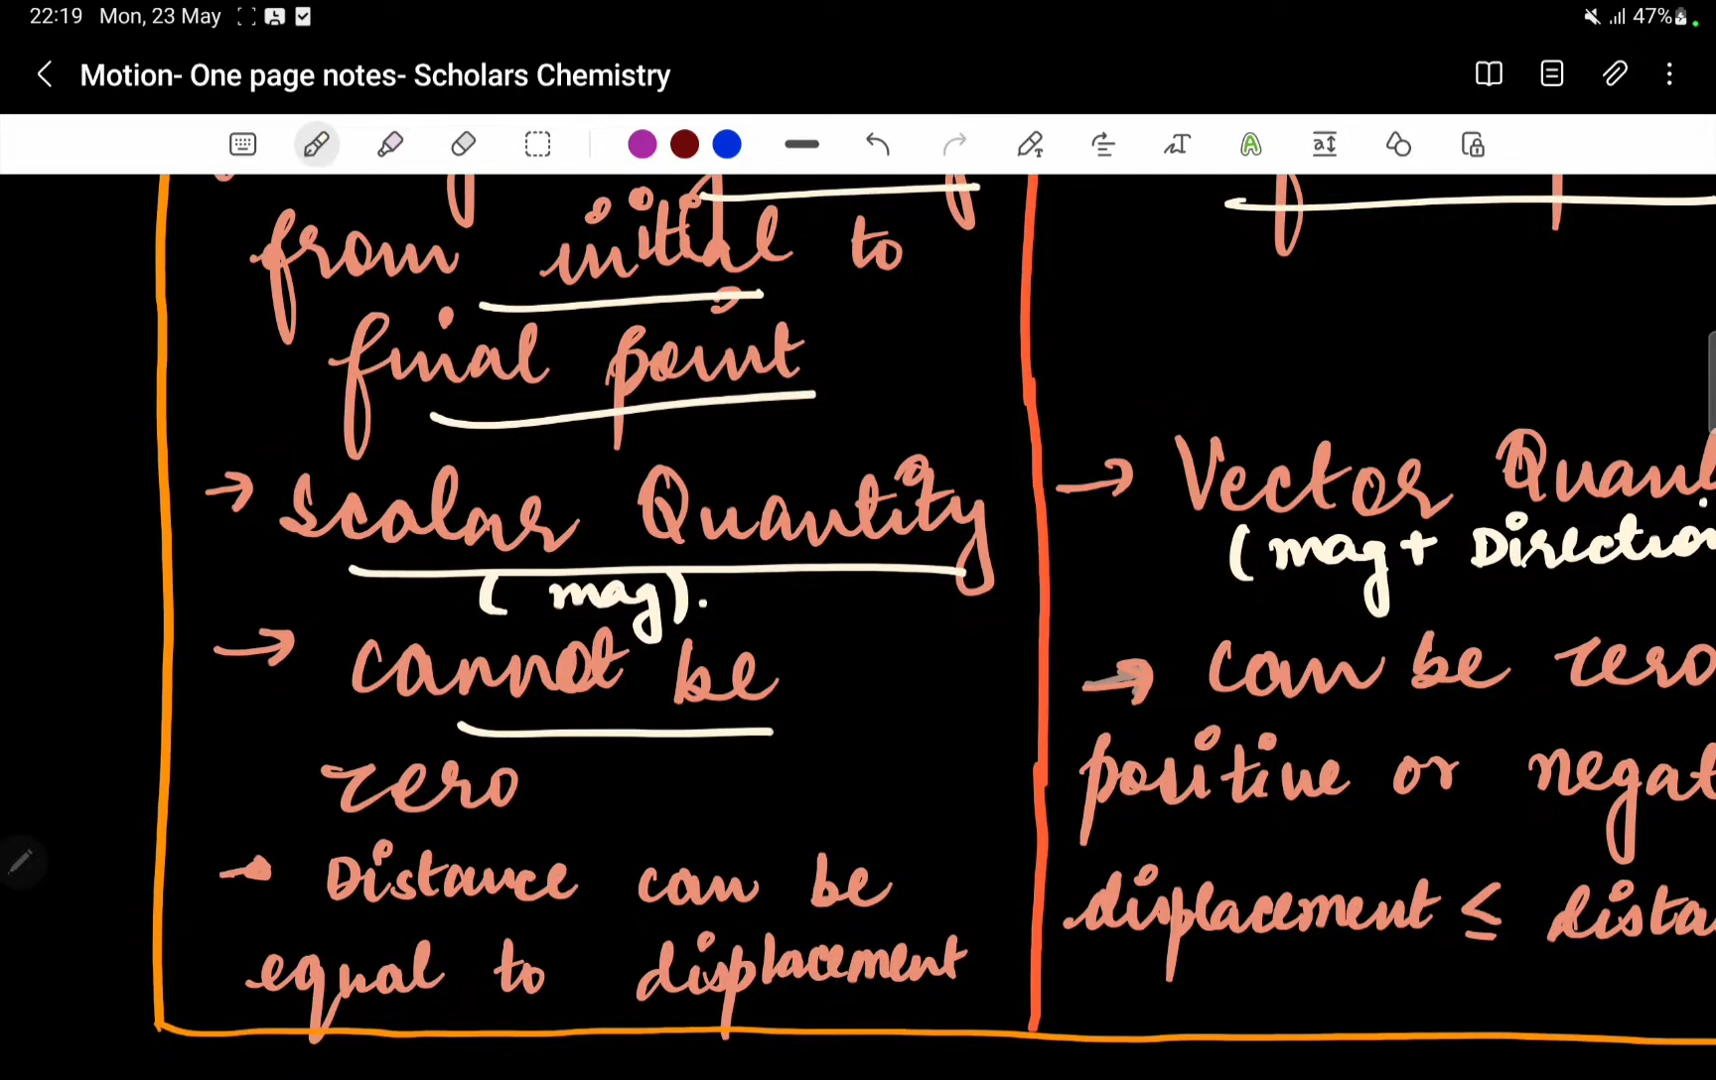 22:19 Mon, 23 May
47%
Motion- One page notes- Scholars Chemistry
from initial to
final point
→ Scalar Quantity
(mag).
→ cannot be
zero
→ Distance can be
equal to displacement
→ Vector Quant
(mag + Direction
→ can be zero
positive or negat
displacement ≤ dista